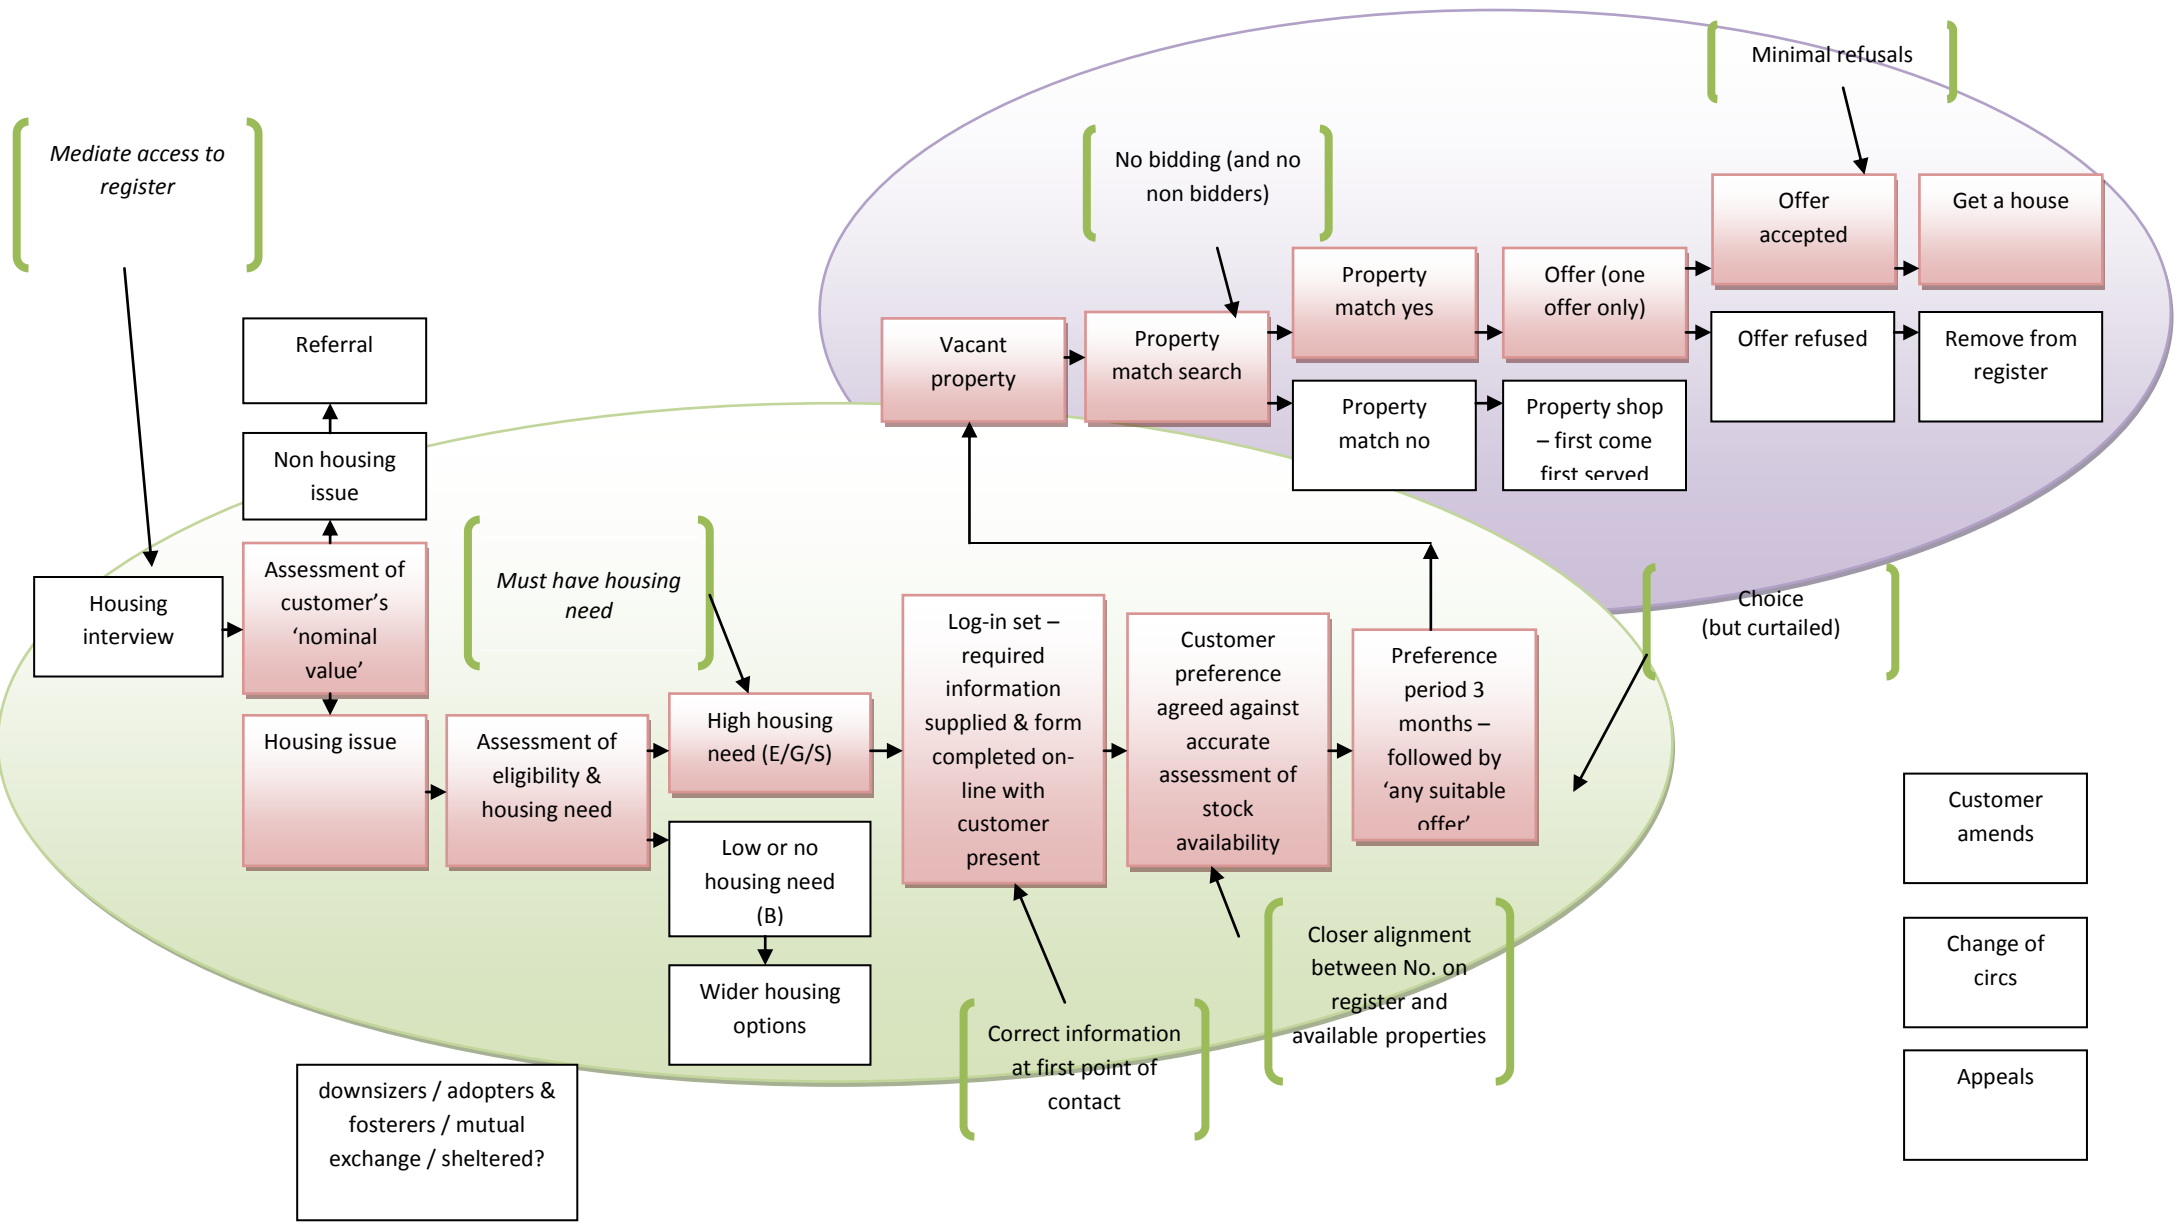 Minimal refusals
Mediate access to
register
No bidding (and no
non bidders)
Offer
accepted
Get a house
Property
match yes
Offer (one
offer only)
Referral
Vacant
property
Property
match search
Offer refused
Remove from
register
Property
match no
Property shop
– first come
first served
Non housing
issue
Housing
interview
Assessment of
customer’s
‘nominal
value’
Must have housing
need
Choice
(but curtailed)
Housing issue
Assessment of
eligibility &
housing need
High housing
need (E/G/S)
Log-in set –
required
information
supplied & form
completed on-
line with
customer
present
Customer
preference
agreed against
accurate
assessment of
stock
availability
Preference
period 3
months –
followed by
‘any suitable
offer’
Low or no
housing need
(B)
Wider housing
options
Customer
amends
Change of
circs
Appeals
Closer alignment
between No. on
register and
available properties
Correct information
at first point of
contact
downsizers / adopters &
fosterers / mutual
exchange / sheltered?